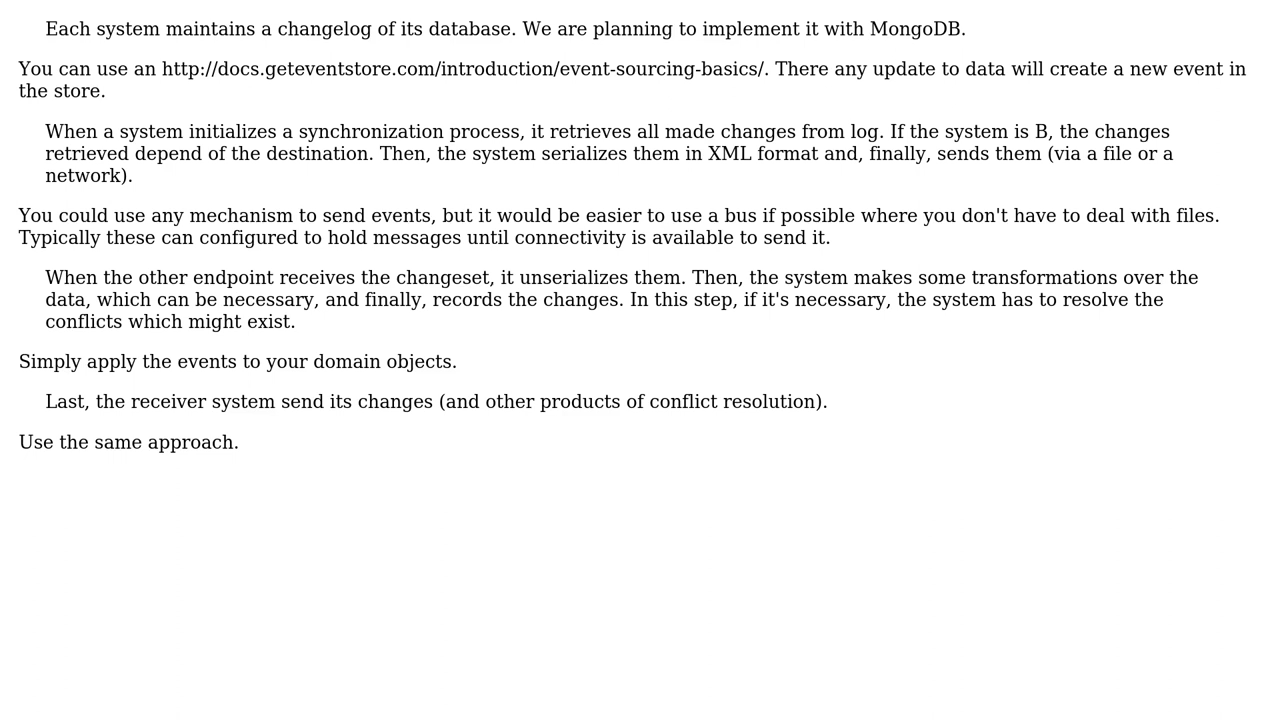 Each system maintains a changelog of its database. We are planning to implement it with MongoDB.
You can use an http://docs.geteventstore.com/introduction/event-sourcing-basics/. There any update to data will create a new event in
the store.
When a system initializes a synchronization process, it retrieves all made changes from log. If the system is B, the changes
retrieved depend of the destination. Then, the system serializes them in XML format and, finally, sends them (via a file or a
network).
You could use any mechanism to send events, but it would be easier to use a bus if possible where you don't have to deal with files.
Typically these can configured to hold messages until connectivity is available to send it.
When the other endpoint receives the changeset, it unserializes them. Then, the system makes some transformations over the
data, which can be necessary, and finally, records the changes. In this step, if it's necessary, the system has to resolve the
conflicts which might exist.
Simply apply the events to your domain objects.
Last, the receiver system send its changes (and other products of conflict resolution).
Use the same approach.